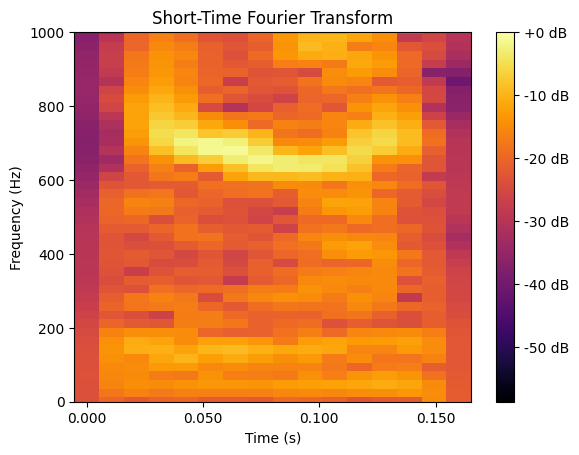 Short-Time Fourier Transform
1000
800
600
400
200
0
Frequency (Hz)
0.000
0.050
0.100
0.150
Time (s)
+0 dB
-10 dB
-20 dB
-30 dB
-40 dB
-50 dB